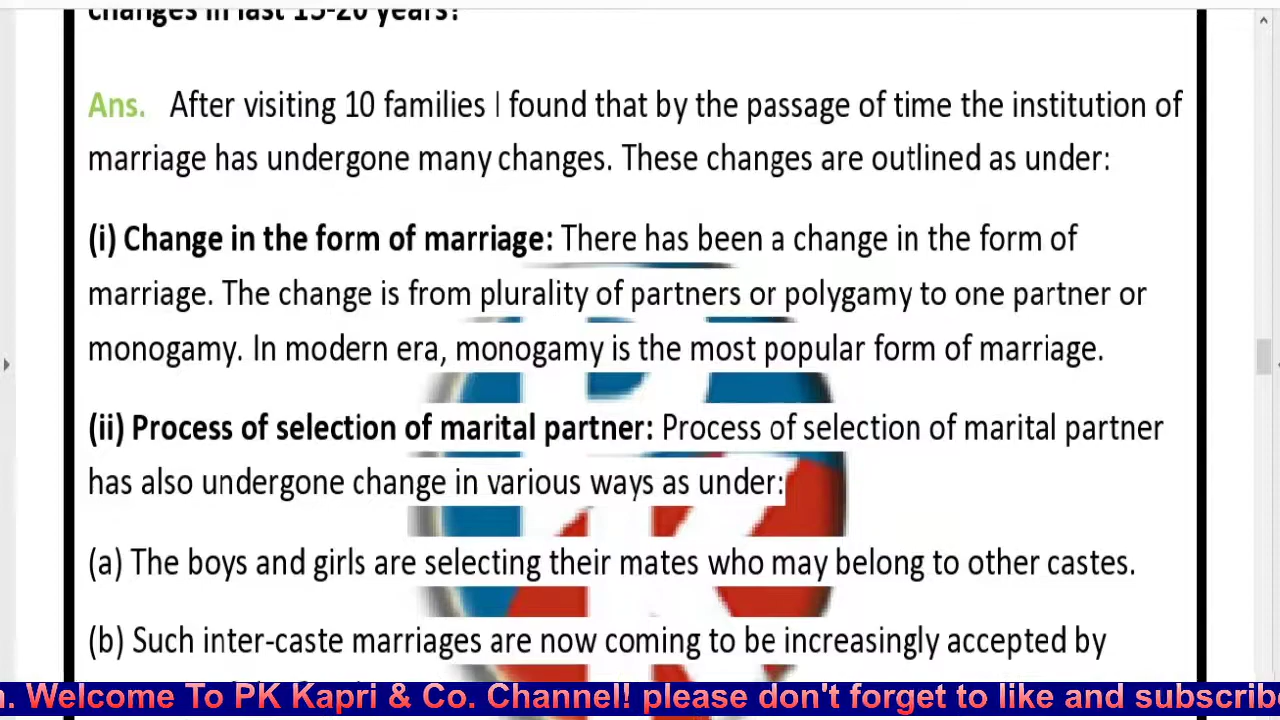 changes in last 15-20 years?
Ans. After visiting 10 families I found that by the passage of time the institution of
marriage has undergone many changes. These changes are outlined as under:
(i) Change in the form of marriage: There has been a change in the form of
marriage. The change is from plurality of partners or polygamy to one partner or
monogamy. In modern era, monogamy is the most popular form of marriage.
(ii) Process of selection of marital partner: Process of selection of marital partner
has also undergone change in various ways as under:
(a) The boys and girls are selecting their mates who may belong to other castes.
(b) Such inter-caste marriages are now coming to be increasingly accepted by
. Welcome To PK Kapri & Co. Channel! please don't forget to like and subscrib